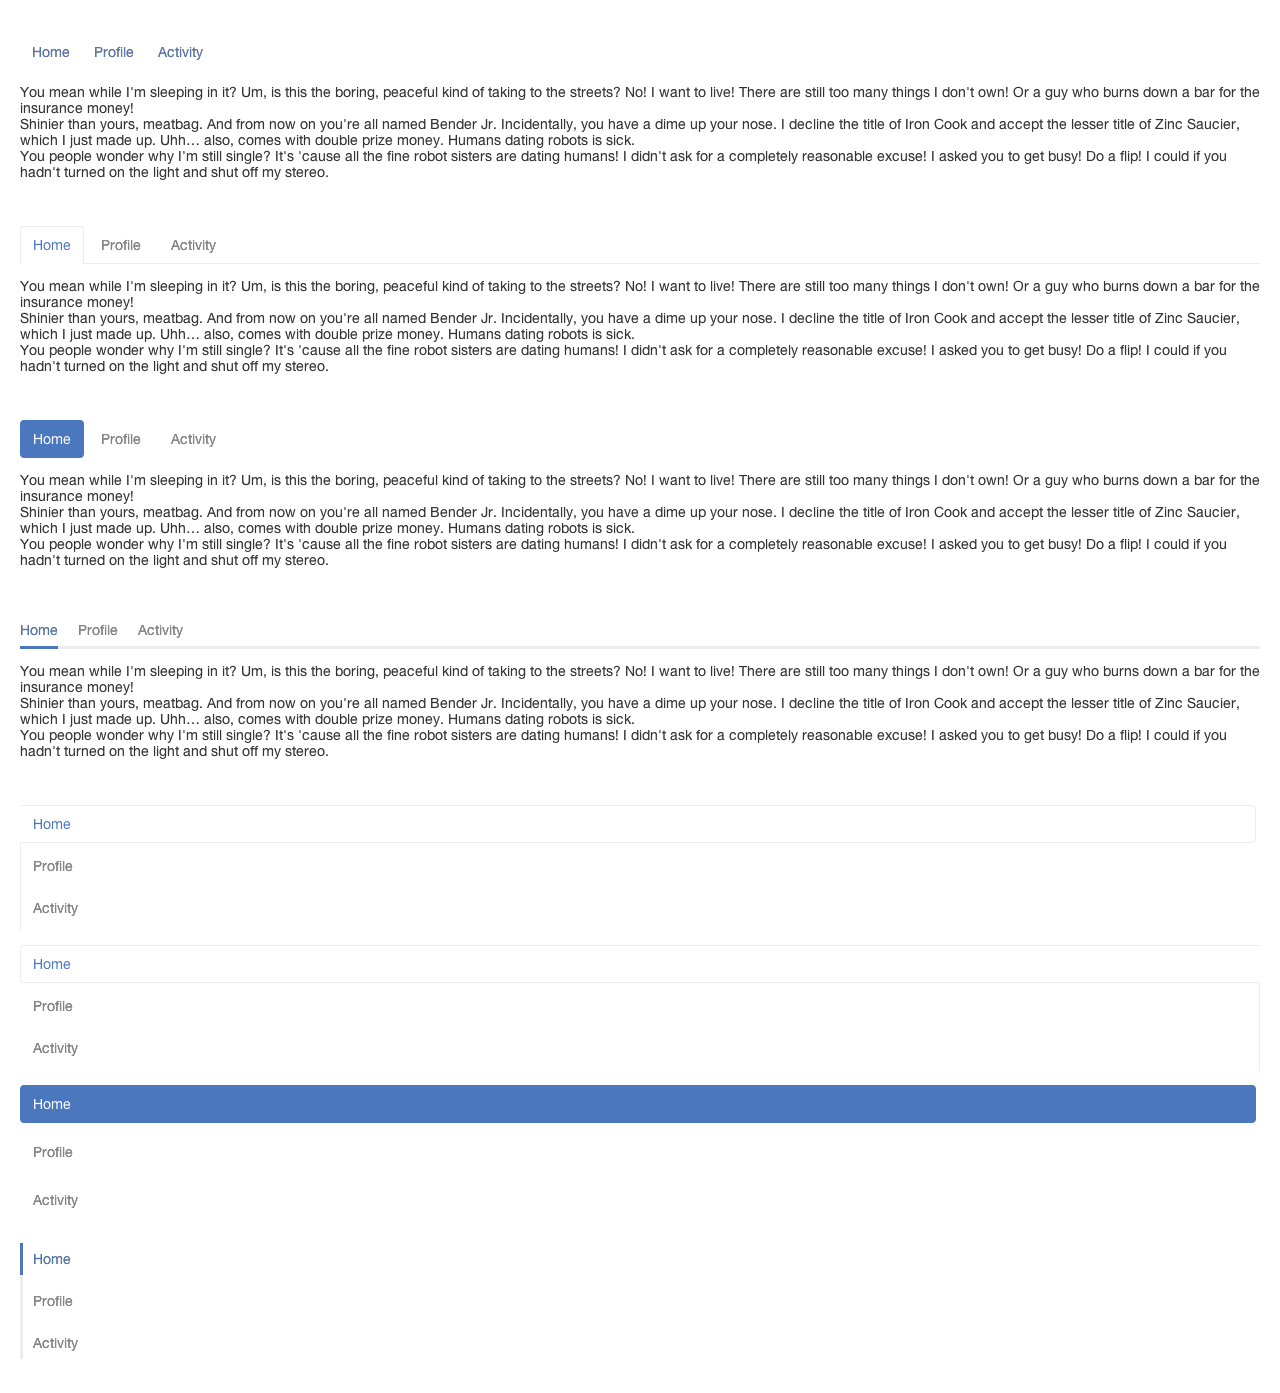 Home Profile Activity
You mean while I'm sleeping in it? Um, is this the boring, peaceful kind of taking to the streets? No! I want to live! There are still too many things I don't own! Or a guy who burns down a bar for the
insurance money!
Shinier than yours, meatbag. And from now on you're all named Bender Jr. Incidentally, you have a dime up your nose. I decline the title of Iron Cook and accept the lesser title of Zinc Saucier,
which I just made up. Uhh… also, comes with double prize money. Humans dating robots is sick.
You people wonder why I'm still single? It's 'cause all the fine robot sisters are dating humans! I didn't ask for a completely reasonable excuse! I asked you to get busy! Do a flip! I could if you
hadn't turned on the light and shut off my stereo.
Home Profile Activity
You mean while I'm sleeping in it? Um, is this the boring, peaceful kind of taking to the streets? No! I want to live! There are still too many things I don't own! Or a guy who burns down a bar for the
insurance money!
Shinier than yours, meatbag. And from now on you're all named Bender Jr. Incidentally, you have a dime up your nose. I decline the title of Iron Cook and accept the lesser title of Zinc Saucier,
which I just made up. Uhh… also, comes with double prize money. Humans dating robots is sick.
You people wonder why I'm still single? It's 'cause all the fine robot sisters are dating humans! I didn't ask for a completely reasonable excuse! I asked you to get busy! Do a flip! I could if you
hadn't turned on the light and shut off my stereo.
Home Profile Activity
You mean while I'm sleeping in it? Um, is this the boring, peaceful kind of taking to the streets? No! I want to live! There are still too many things I don't own! Or a guy who burns down a bar for the
insurance money!
Shinier than yours, meatbag. And from now on you're all named Bender Jr. Incidentally, you have a dime up your nose. I decline the title of Iron Cook and accept the lesser title of Zinc Saucier,
which I just made up. Uhh… also, comes with double prize money. Humans dating robots is sick.
You people wonder why I'm still single? It's 'cause all the fine robot sisters are dating humans! I didn't ask for a completely reasonable excuse! I asked you to get busy! Do a flip! I could if you
hadn't turned on the light and shut off my stereo.
Home Profile Activity
You mean while I'm sleeping in it? Um, is this the boring, peaceful kind of taking to the streets? No! I want to live! There are still too many things I don't own! Or a guy who burns down a bar for the
insurance money!
Shinier than yours, meatbag. And from now on you're all named Bender Jr. Incidentally, you have a dime up your nose. I decline the title of Iron Cook and accept the lesser title of Zinc Saucier,
which I just made up. Uhh… also, comes with double prize money. Humans dating robots is sick.
You people wonder why I'm still single? It's 'cause all the fine robot sisters are dating humans! I didn't ask for a completely reasonable excuse! I asked you to get busy! Do a flip! I could if you
hadn't turned on the light and shut off my stereo.
Home
Profile
Activity
Home
Profile
Activity
Home
Profile
Activity
Home
Profile
Activity